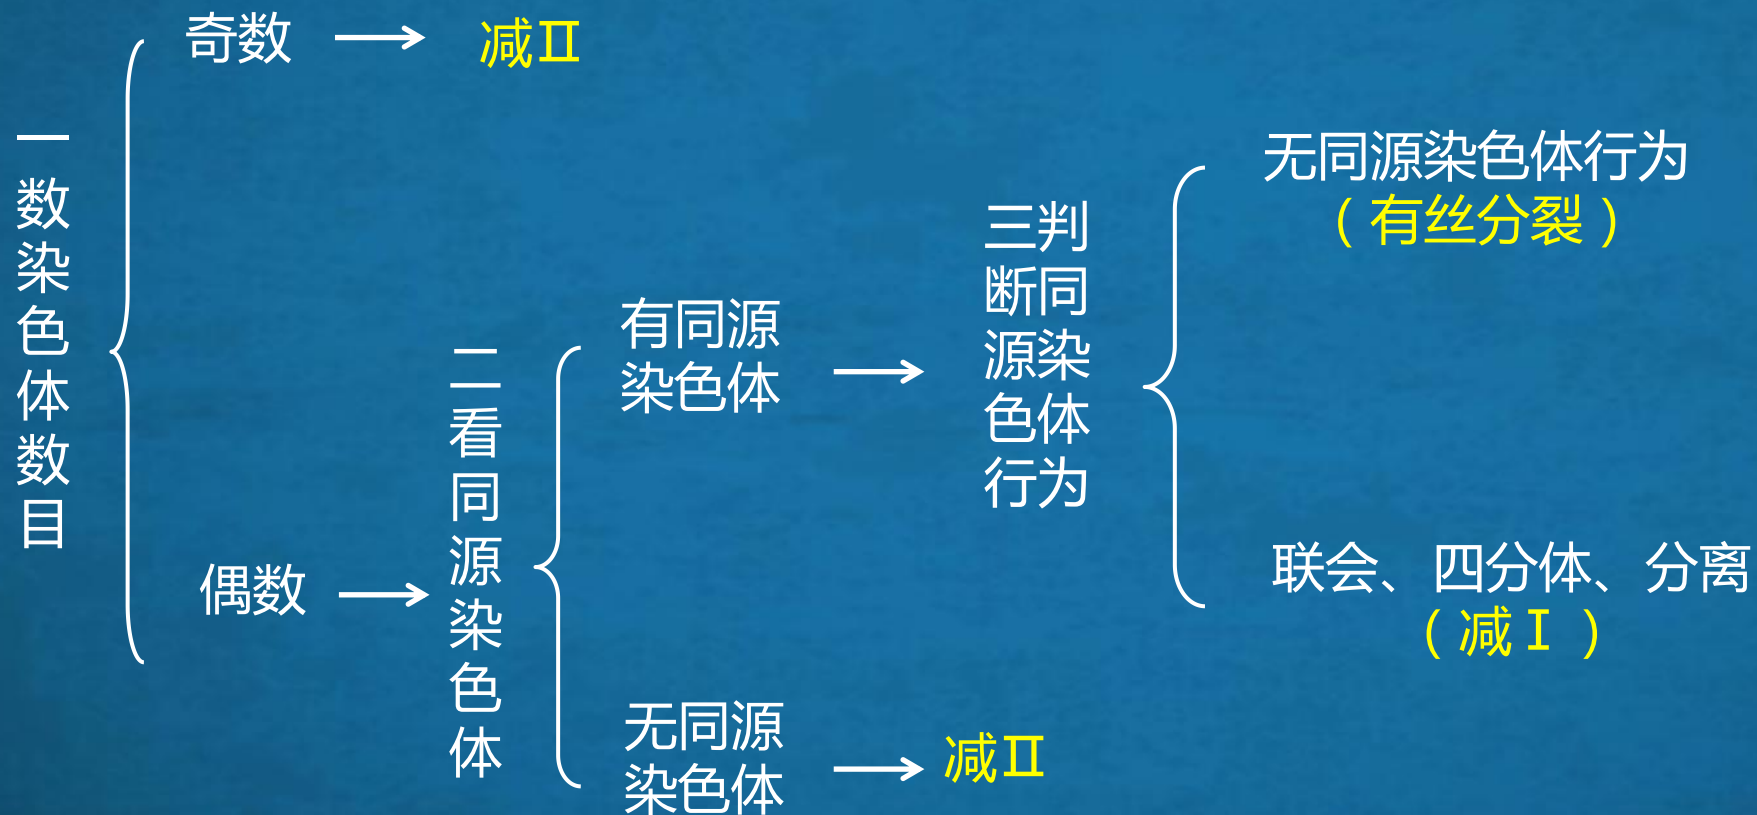 一数染色体数目
奇数
减Ⅱ
偶数
二看同源染色体
有同源
染色体
三判
断同
源染
色体
行为
无同源染色体行为
（有丝分裂）
联会、四分体、分离
（减Ⅰ）
无同源
染色体
减Ⅱ